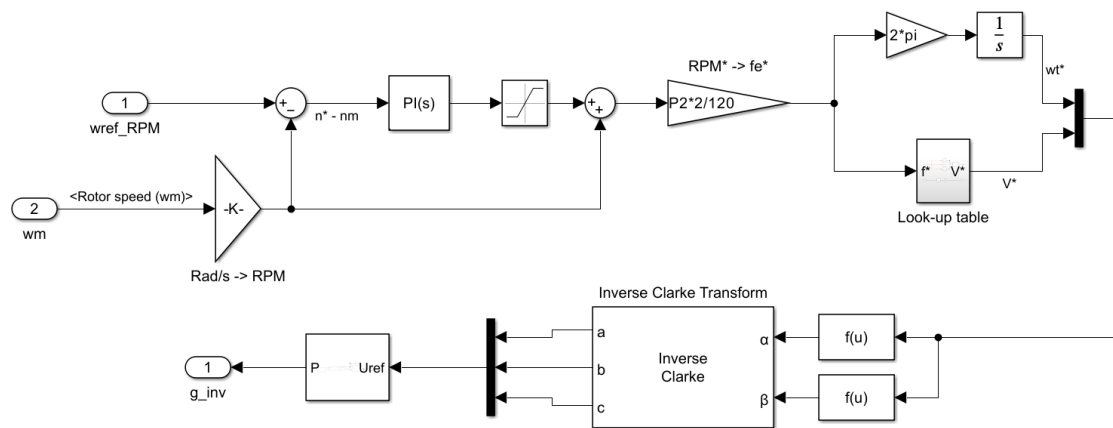 2*pi
1
s
wt*
RPM* -> fe*
1
wref_RPM
+
−
n* - nm
PI(s)
+
+
P2*2/120
f*
V*
V*
Look-up table
<Rotor speed (wm)>
2
wm
-K-
Rad/s -> RPM
Inverse Clarke Transform
1
g_inv
P
Uref
a
b
c
Inverse
Clarke
α
β
f(u)
f(u)